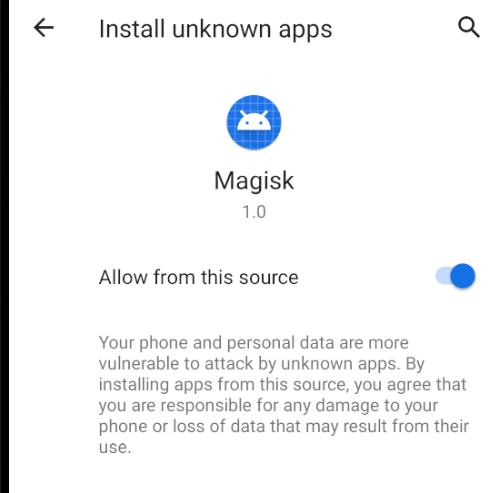 Install unknown apps
Magisk
1.0
Allow from this source
Your phone and personal data are more
vulnerable to attack by unknown apps. By
installing apps from this source, you agree that
you are responsible for any damage to your
phone or loss of data that may result from their
use.